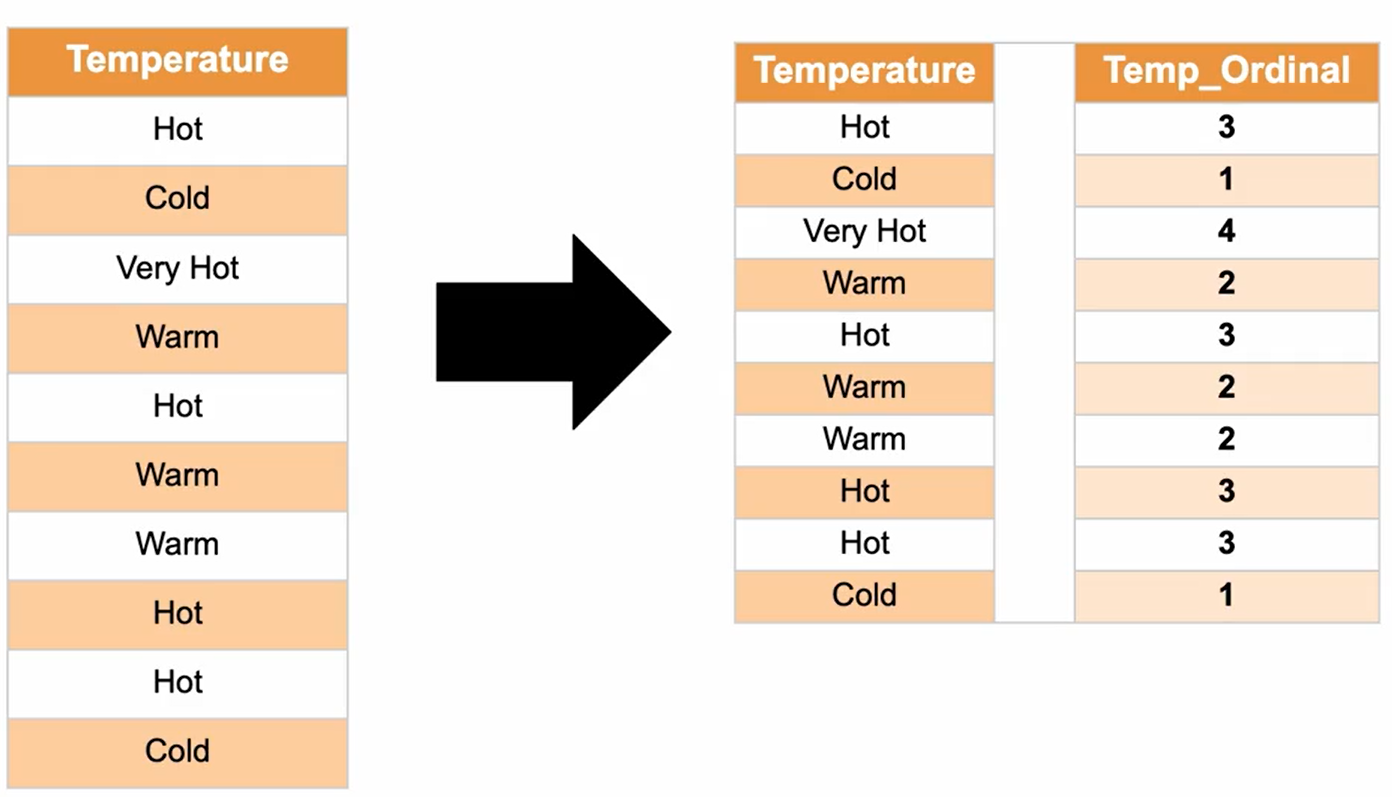 Temperature
Hot
Cold
Very Hot
Warm
Hot
Warm
Warm
Hot
Hot
Cold
Temperature Temp_Ordinal
Hot 3
Cold 1
Very Hot 4
Warm 2
Hot 3
Warm 2
Warm 2
Hot 3
Hot 3
Cold 1